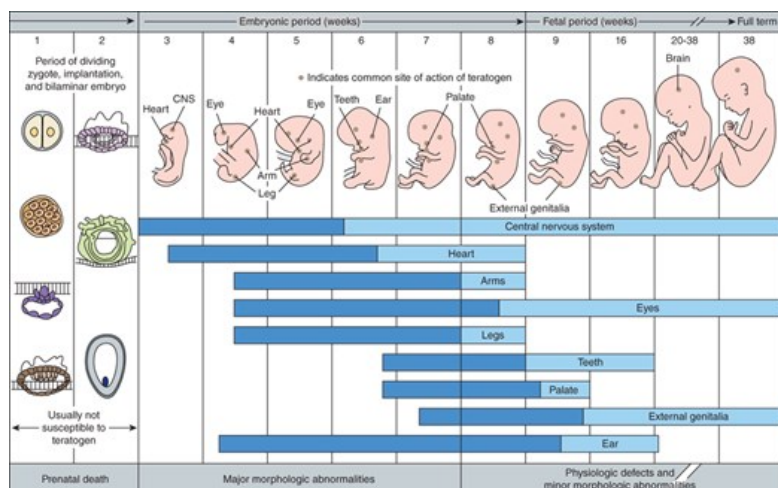 Embryonic period (weeks)
Fetal period (weeks)
Full term
1 2 3 4 5 6 7 8 9 16 20-38 38
Period of dividing
zygote, implantation,
and bilaminar embryo
• Indicates common site of action of teratogen
CNS
Heart
Eye
Heart
Eye
Teeth
Ear
Palate
Brain
Arm
Leg
External genitalia
Central nervous system
Heart
Arms
Eyes
Legs
Teeth
Palate
External genitalia
Ear
Usually not
susceptible to
teratogen
Prenatal death
Major morphologic abnormalities
Physiologic defects and
minor morphologic abnormalities